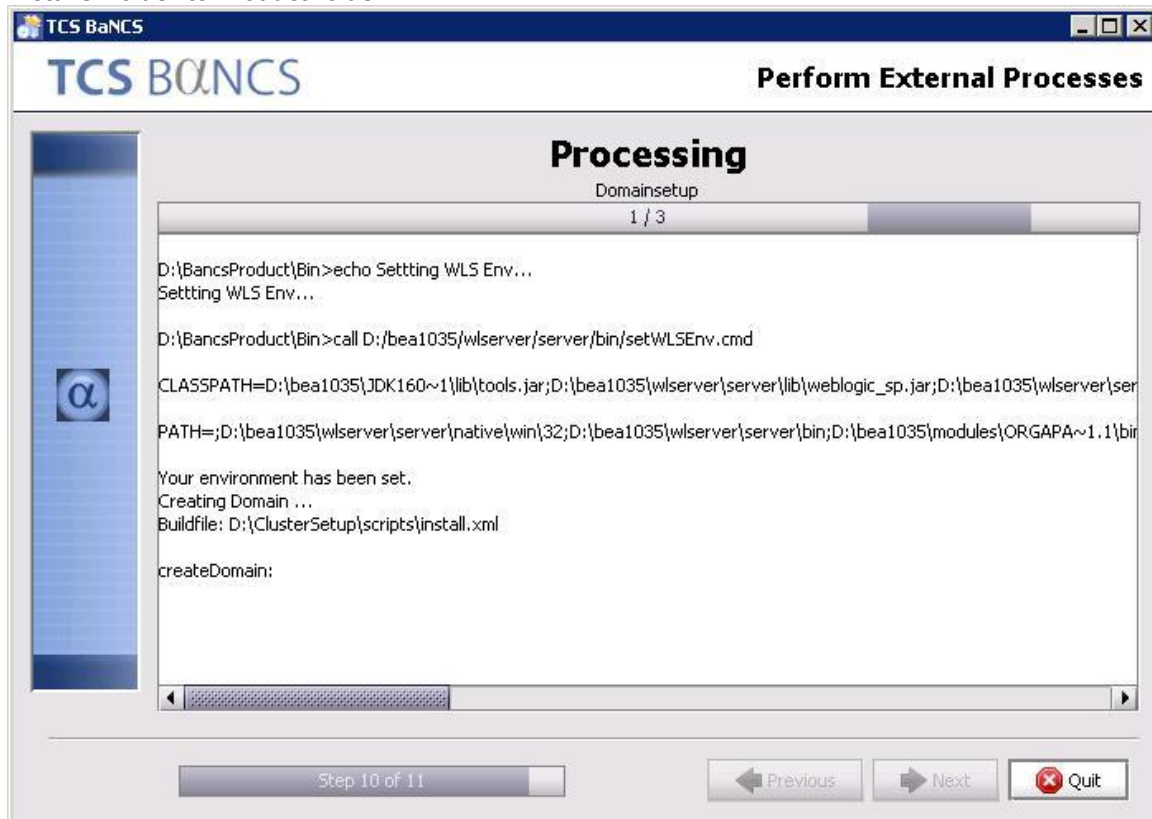 TCS BaNCS
TCS BαNCS
Perform External Processes
Processing
Domainsetup
1 / 3
D:\BancsProduct\Bin>echo Settting WLS Env...
Settting WLS Env...
D:\BancsProduct\Bin>call D:/bea1035/wlserver/server/bin/setWLSEnv.cmd
CLASSPATH=D:\bea1035\JDK160~1\lib\tools.jar;D:\bea1035\wlserver\server\lib\weblogic_sp.jar;D:\bea1035\wlserver\ser
PATH=;D:\bea1035\wlserver\server\native\win\32;D:\bea1035\wlserver\server\bin;D:\bea1035\modules\ORGAPA~1.1\bin
Your environment has been set.
Creating Domain ...
Buildfile: D:\ClusterSetup\scripts\install.xml
createDomain:
α
Step 10 of 11
Previous
Next
Quit